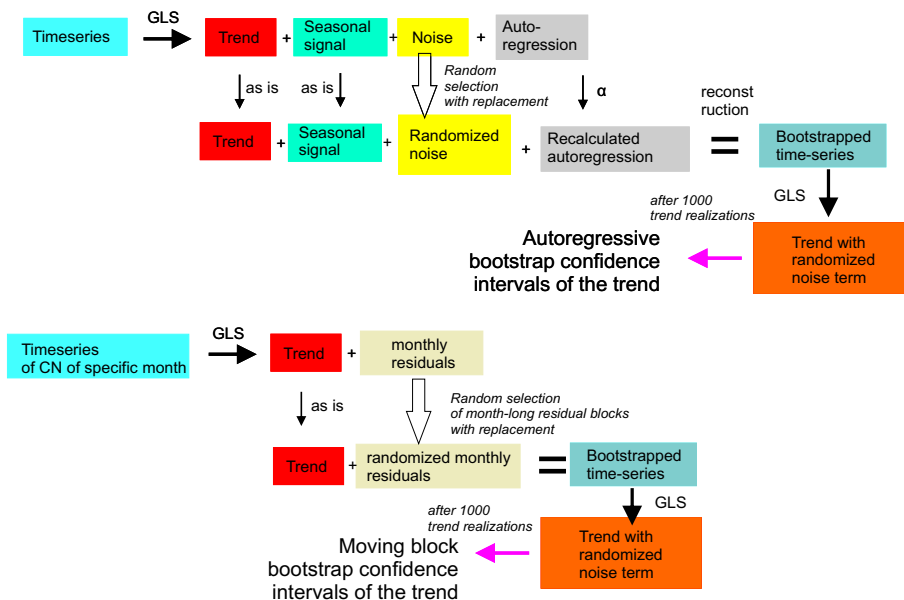 Timeseries
GLS
Trend
+
Seasonal
signal
+
Noise
+
Auto-
regression
as is
as is
Random
selection
with replacement
α
reconst
ruction
Trend
+
Seasonal
signal
+
Randomized
noise
+
Recalculated
autoregression
=
Bootstrapped
time-series
GLS
after 1000
trend realizations
Trend with
randomized
noise term
Autoregressive
bootstrap confidence
intervals of the trend
Timeseries
of CN of specific month
GLS
Trend
+
monthly
residuals
as is
Random selection
of month-long residual blocks
with replacement
Trend
+
randomized monthly
residuals
=
Bootstrapped
time-series
GLS
after 1000
trend realizations
Trend with
randomized
noise term
Moving block
bootstrap confidence
intervals of the trend